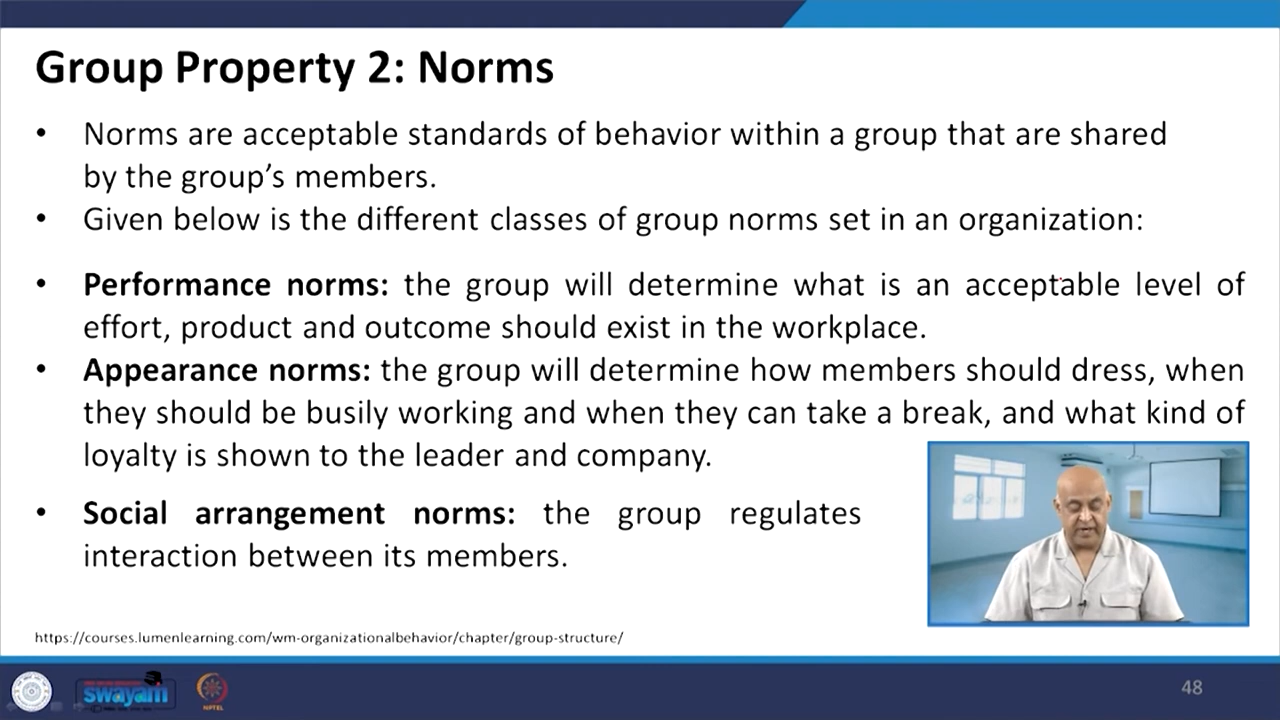 Group Property 2: Norms
• Norms are acceptable standards of behavior within a group that are shared
by the group’s members.
• Given below is the different classes of group norms set in an organization:
• Performance norms: the group will determine what is an acceptable level of
effort, product and outcome should exist in the workplace.
• Appearance norms: the group will determine how members should dress, when
they should be busily working and when they can take a break, and what kind of
loyalty is shown to the leader and company.
• Social arrangement norms: the group regulates
interaction between its members.
https://courses.lumenlearning.com/wm-organizationalbehavior/chapter/group-structure/
swayam
NPTEL
48